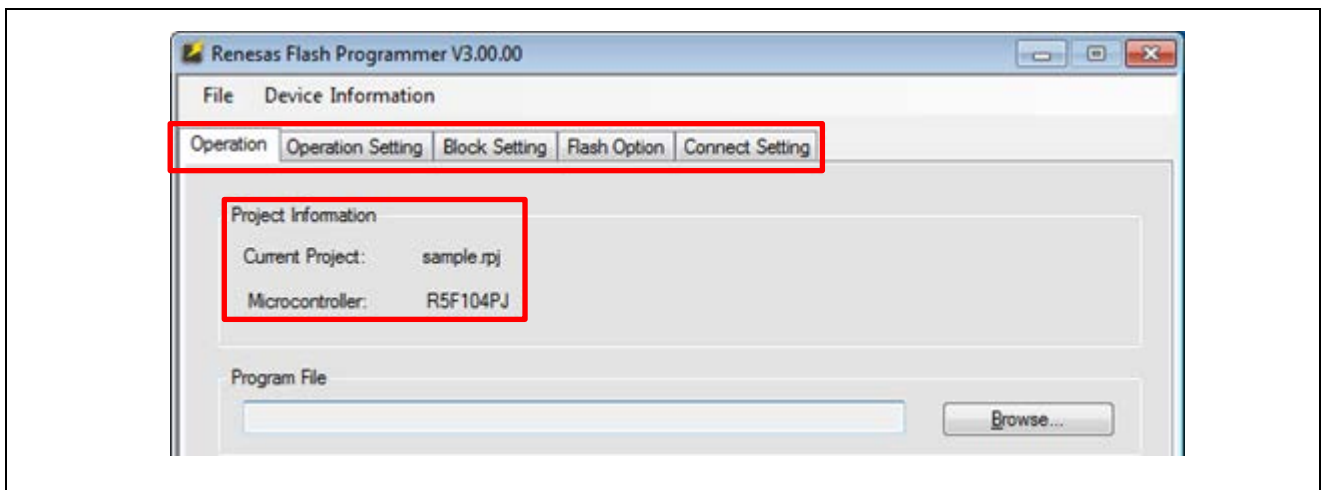 Renesas Flash Programmer V3.00.00
File Device Information
Operation Operation Setting Block Setting Flash Option Connect Setting
Project Information
Current Project: sample.rpj
Microcontroller: R5F104PJ
Program File
Browse...